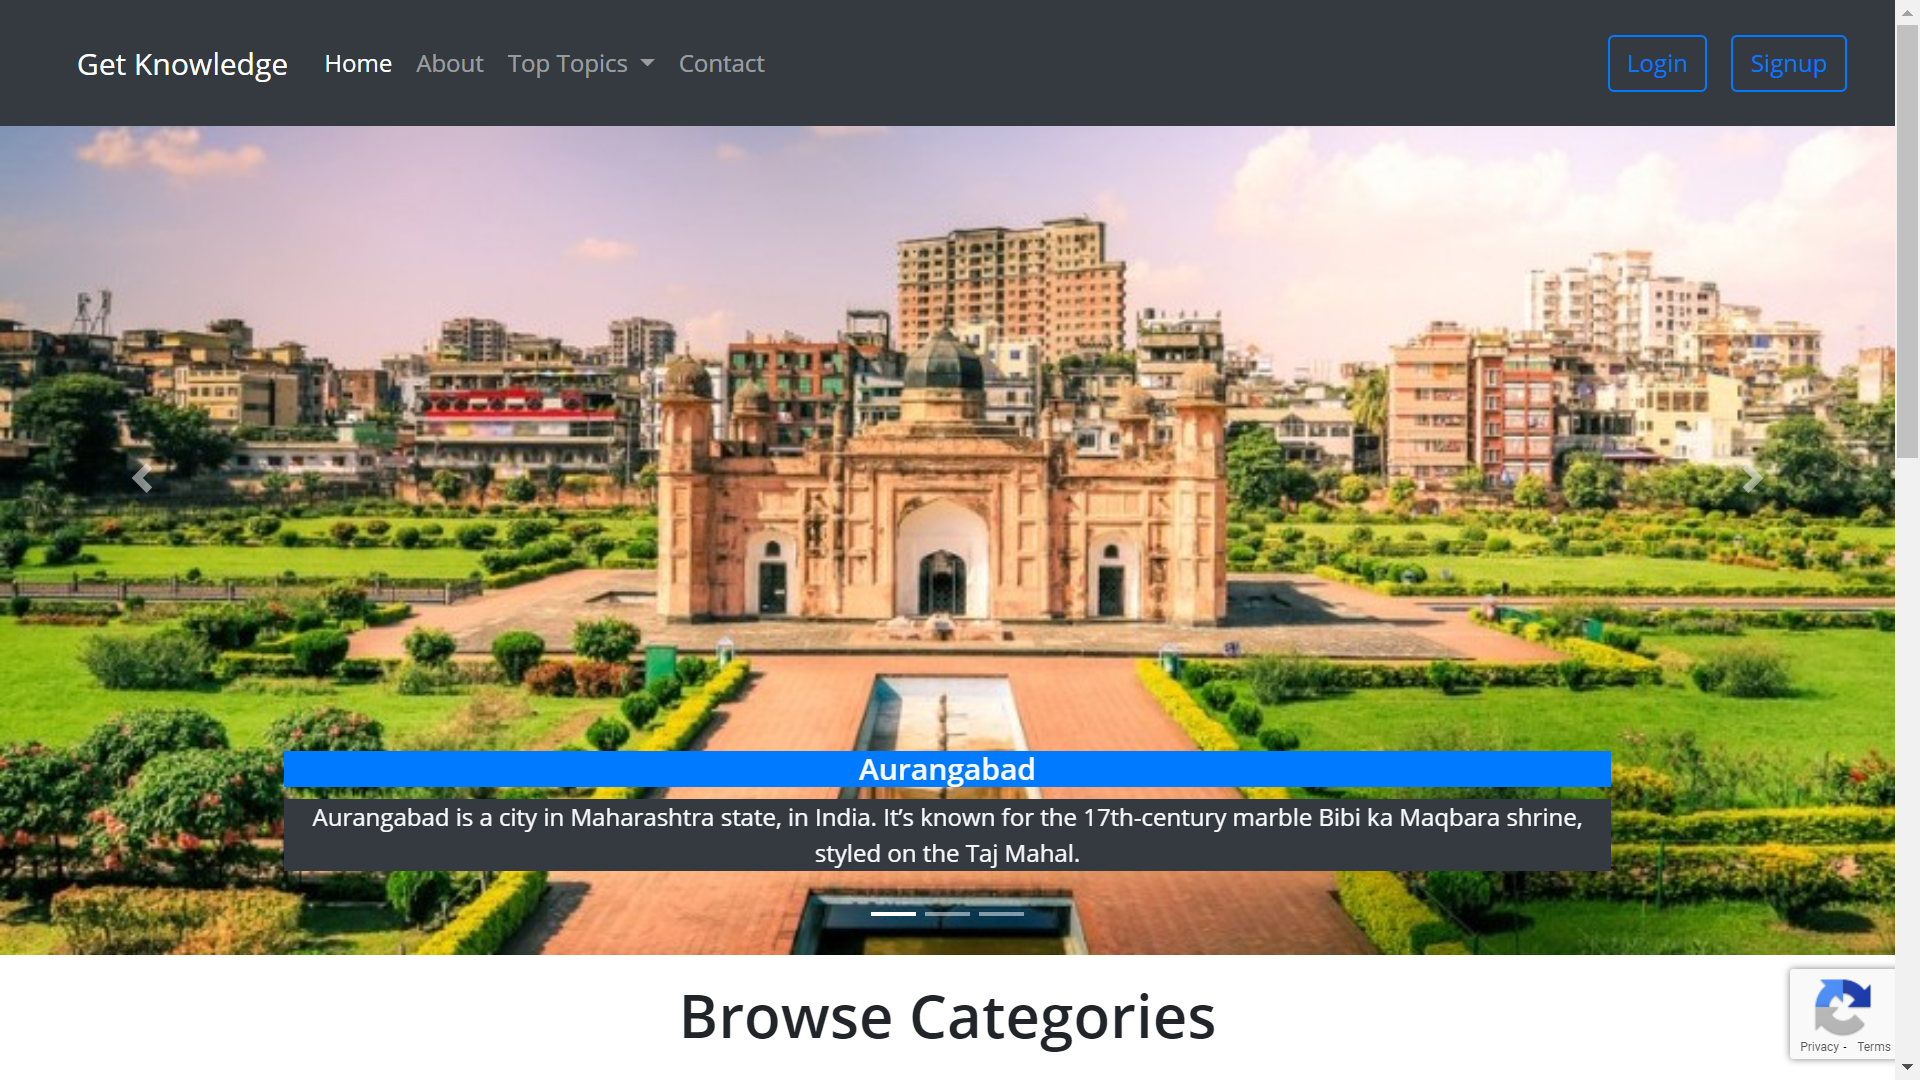 Get Knowledge Home About Top Topics Contact Login Signup
Aurangabad
Aurangabad is a city in Maharashtra state, in India. It’s known for the 17th-century marble Bibi ka Maqbara shrine,
styled on the Taj Mahal.
Browse Categories
Privacy - Terms